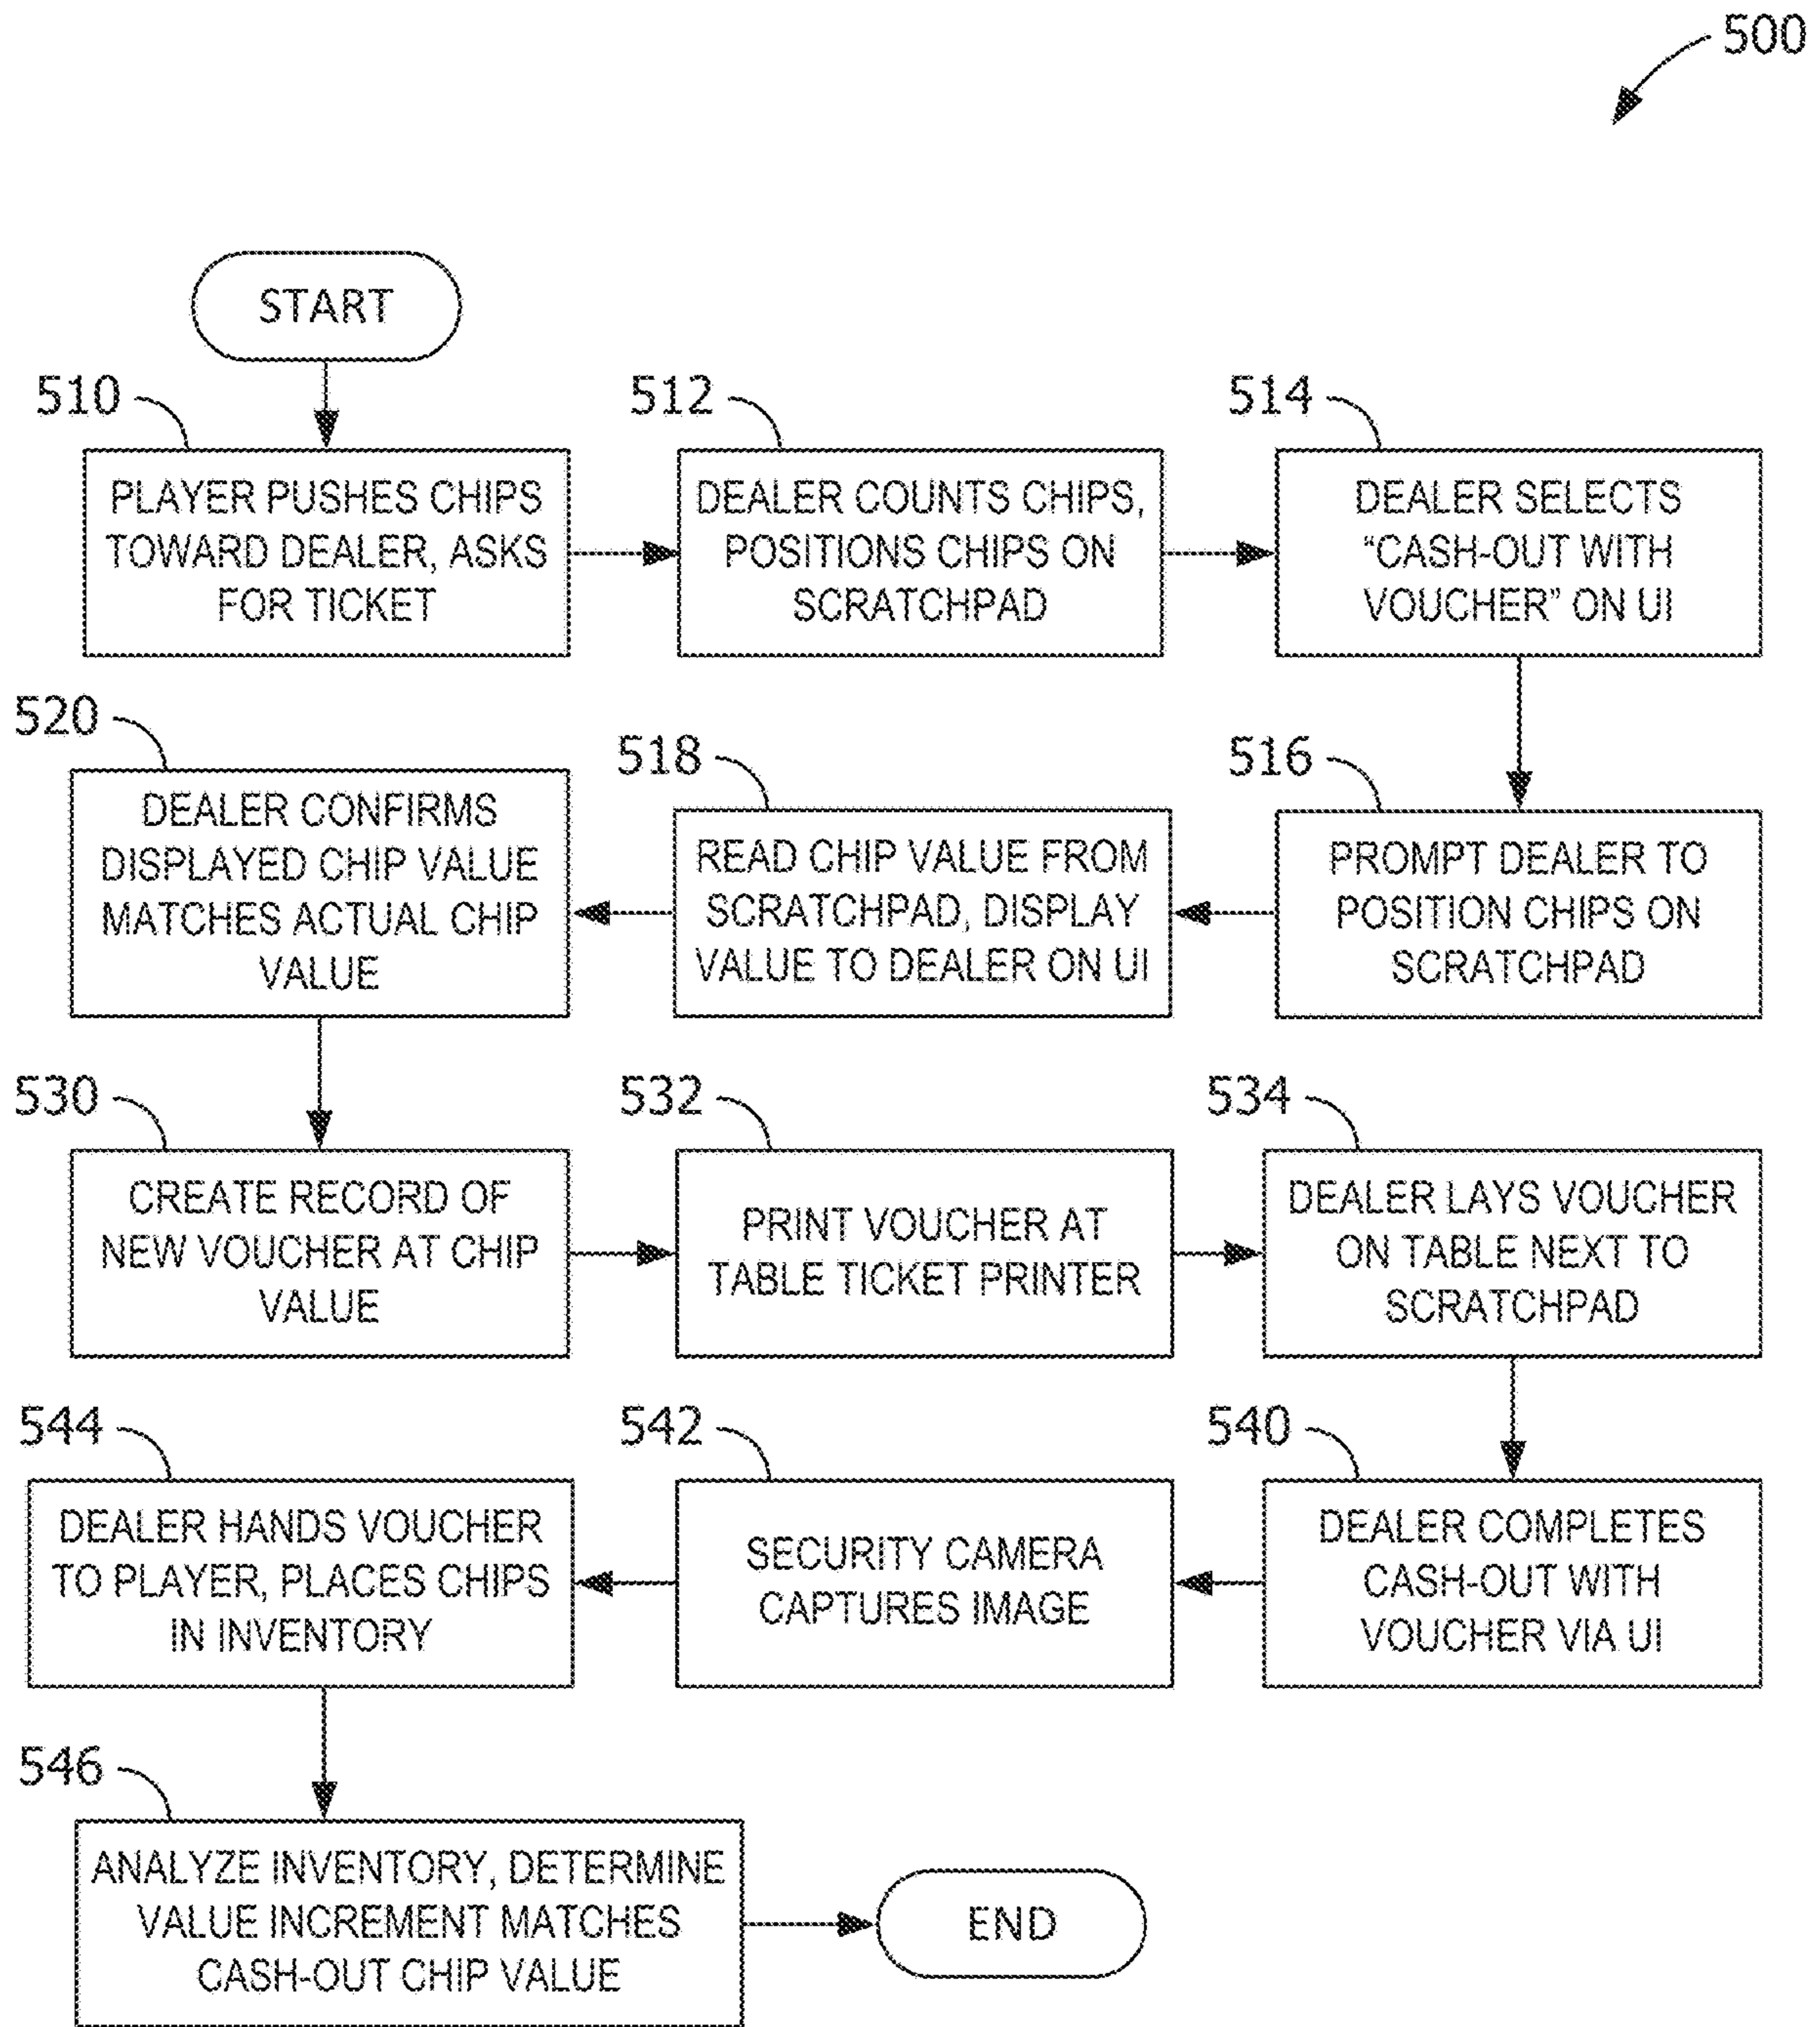 500
START
510
PLAYER PUSHES CHIPS
TOWARD DEALER, ASKS
FOR TICKET
512
DEALER COUNTS CHIPS,
POSITIONS CHIPS ON
SCRATCHPAD
514
DEALER SELECTS
“CASH-OUT WITH
VOUCHER” ON UI
516
PROMPT DEALER TO
POSITION CHIPS ON
SCRATCHPAD
518
READ CHIP VALUE FROM
SCRATCHPAD, DISPLAY
VALUE TO DEALER ON UI
520
DEALER CONFIRMS
DISPLAYED CHIP VALUE
MATCHES ACTUAL CHIP
VALUE
530
CREATE RECORD OF
NEW VOUCHER AT CHIP
VALUE
532
PRINT VOUCHER AT
TABLE TICKET PRINTER
534
DEALER LAYS VOUCHER
ON TABLE NEXT TO
SCRATCHPAD
540
DEALER COMPLETES
CASH-OUT WITH
VOUCHER VIA UI
542
SECURITY CAMERA
CAPTURES IMAGE
544
DEALER HANDS VOUCHER
TO PLAYER, PLACES CHIPS
IN INVENTORY
546
ANALYZE INVENTORY, DETERMINE
VALUE INCREMENT MATCHES
CASH-OUT CHIP VALUE
END